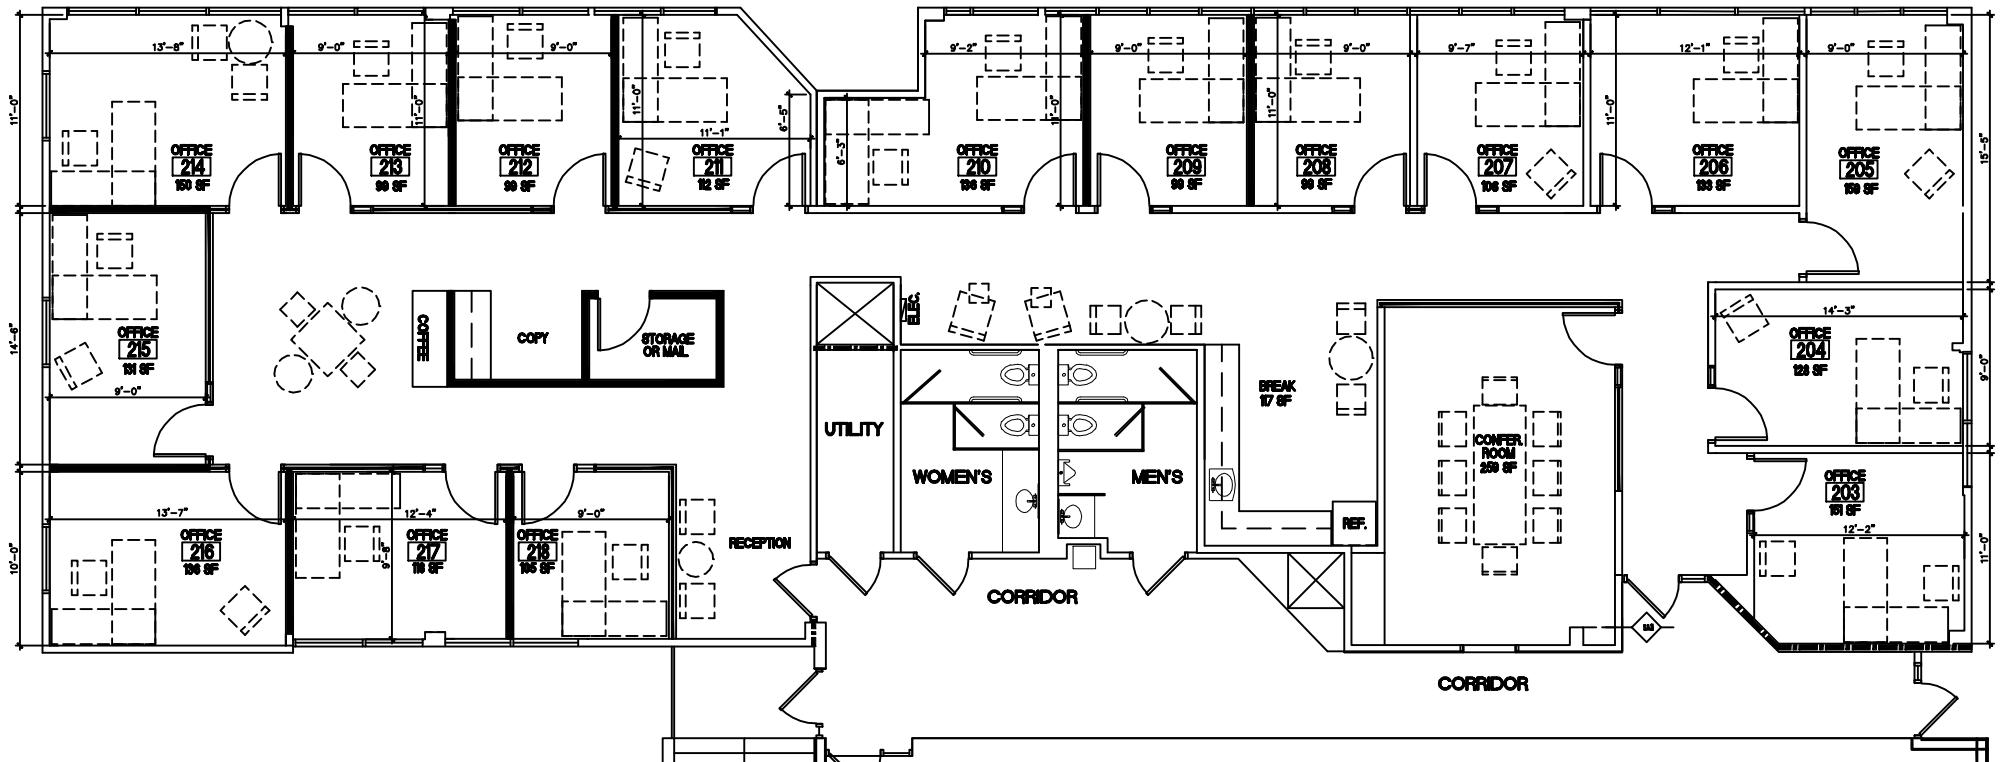 13'-8"
9'-0"
9'-0"
9'-2"
9'-0"
9'-0"
9'-7"
12'-1"
9'-0"
11'-0"
11'-0"
11'-0"
6'-5"
11'-1"
6'-3"
11'-0"
11'-0"
11'-0"
15'-5"
OFFICE
214
150 SF
OFFICE
213
99 SF
OFFICE
212
99 SF
OFFICE
211
112 SF
OFFICE
210
136 SF
OFFICE
209
99 SF
OFFICE
208
99 SF
OFFICE
207
106 SF
OFFICE
206
133 SF
OFFICE
205
159 SF
14'-6"
OFFICE
215
131 SF
9'-0"
COFFEE
COPY
STORAGE
OR MAIL
ELEC.
BREAK
117 SF
14'-3"
OFFICE
204
128 SF
9'-0"
UTILITY
WOMEN'S
MEN'S
CONFER.
ROOM
259 SF
OFFICE
203
151 SF
12'-2"
11'-0"
13'-7"
12'-4"
9'-0"
10'-0"
9'-8"
OFFICE
216
136 SF
OFFICE
217
118 SF
OFFICE
218
105 SF
RECEPTION
REF.
CORRIDOR
CORRIDOR